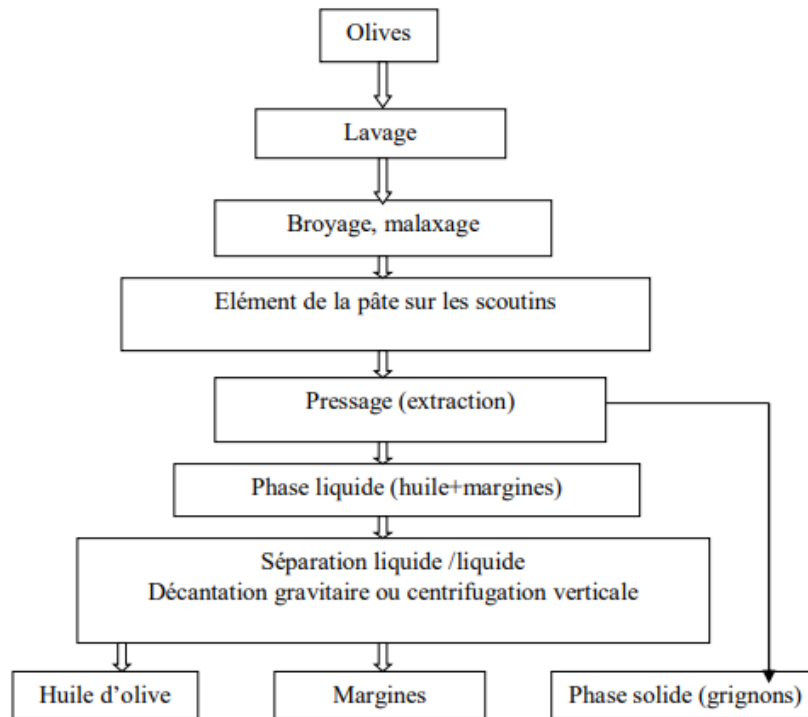 Olives
Lavage
Broyage, malaxage
Elément de la pâte sur les scoutins
Pressage (extraction)
Phase liquide (huile+margines)
Séparation liquide /liquide
Décantation gravitaire ou centrifugation verticale
Huile d’olive
Margines
Phase solide (grignons)